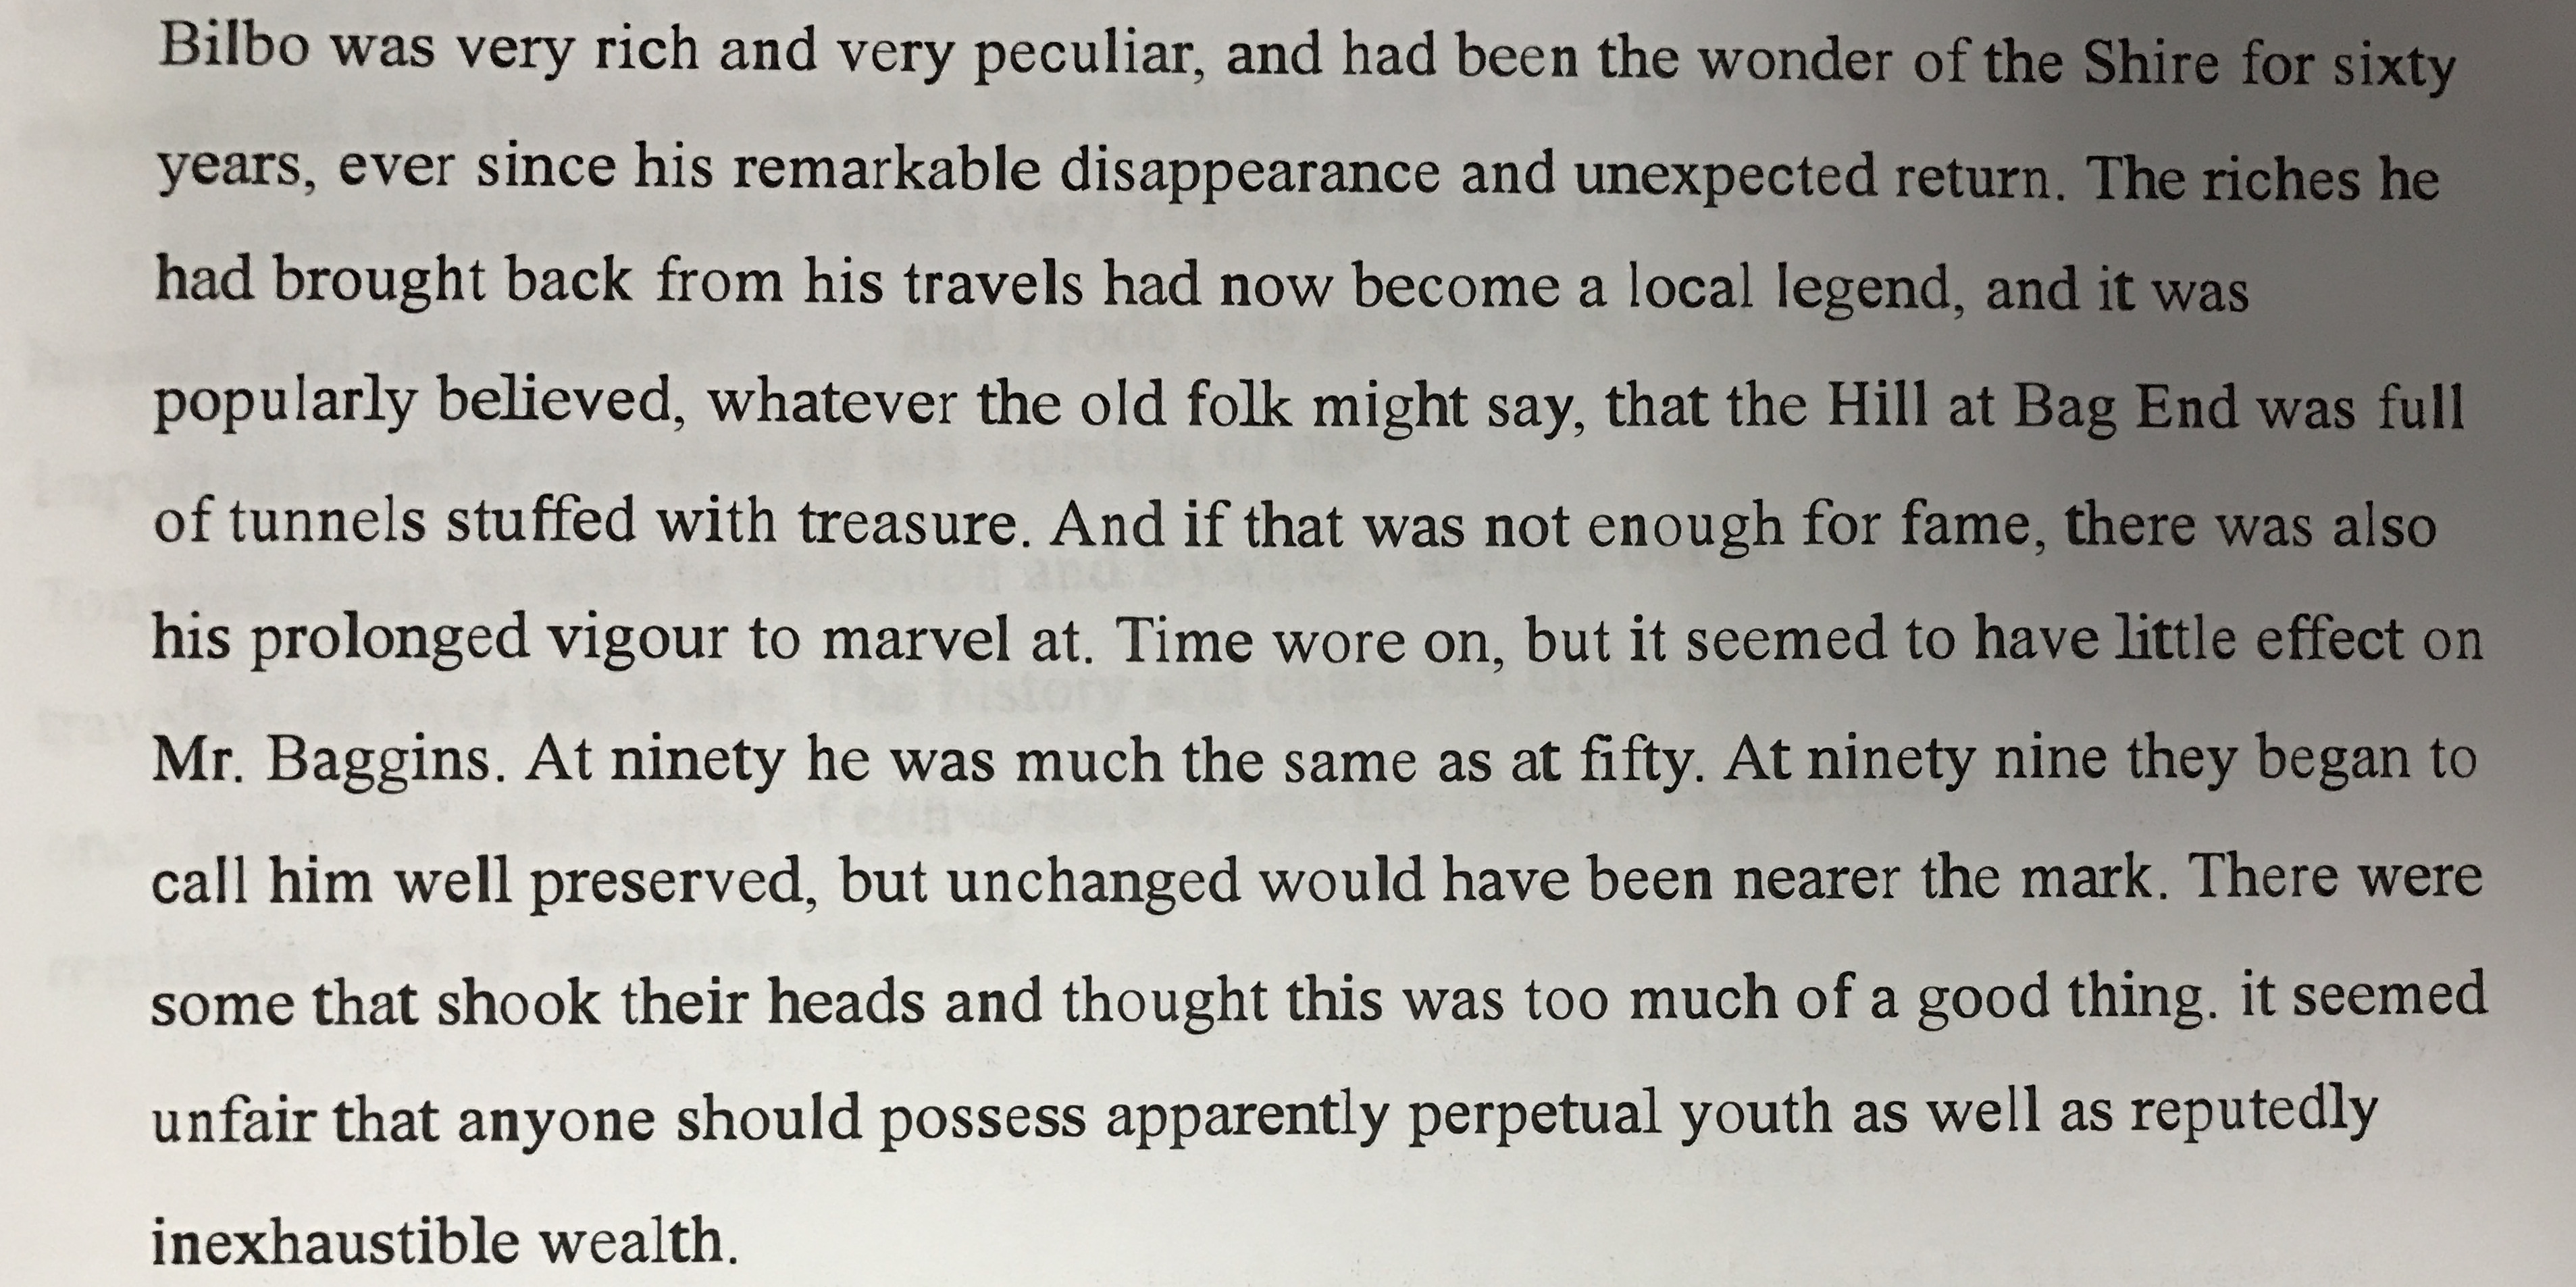 Bilbo was very rich and very peculiar, and had been the wonder of the Shire for sixty
years, ever since his remarkable disappearance and unexpected return. The riches he
had brought back from his travels had now become a local legend, and it was
popularly believed, whatever the old folk might say, that the Hill at Bag End was full
of tunnels stuffed with treasure. And if that was not enough for fame, there was also
his prolonged vigour to marvel at. Time wore on, but it seemed to have little effect on
Mr. Baggins. At ninety he was much the same as at fifty. At ninety nine they began to
call him well preserved, but unchanged would have been nearer the mark. There were
some that shook their heads and thought this was too much of a good thing. it seemed
unfair that anyone should possess apparently perpetual youth as well as reputedly
inexhaustible wealth.